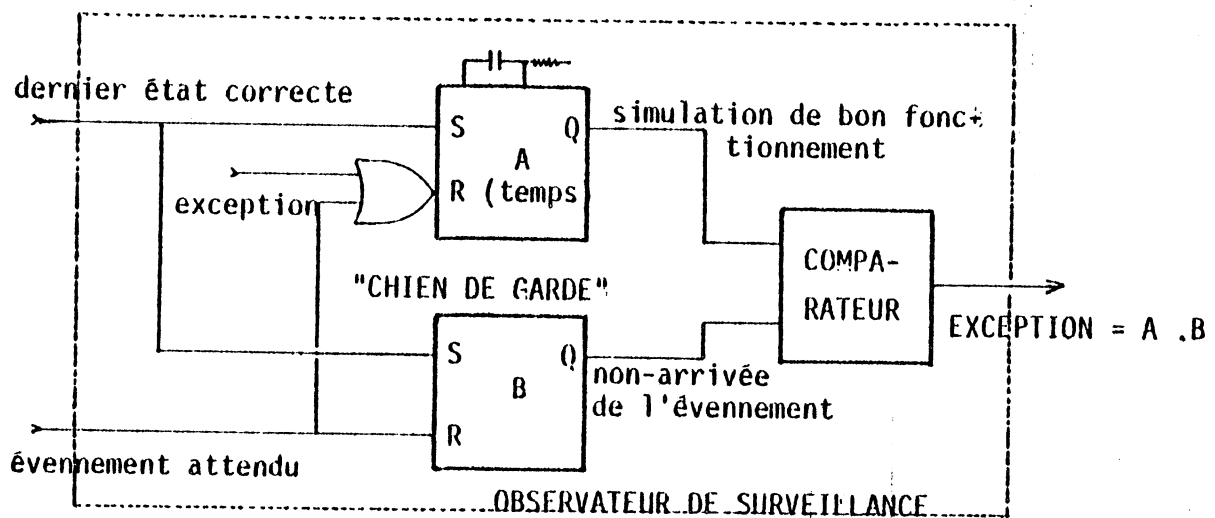 dernier état correcte
S
Q
A
R (temps
simulation de bon fonc-
tionnement
exception
"CHIEN DE GARDE"
COMPA-
RATEUR
EXCEPTION = A .B
S
Q
B
R
non-arrivée
de l'évennement
évennement attendu
OBSERVATEUR DE SURVEILLANCE